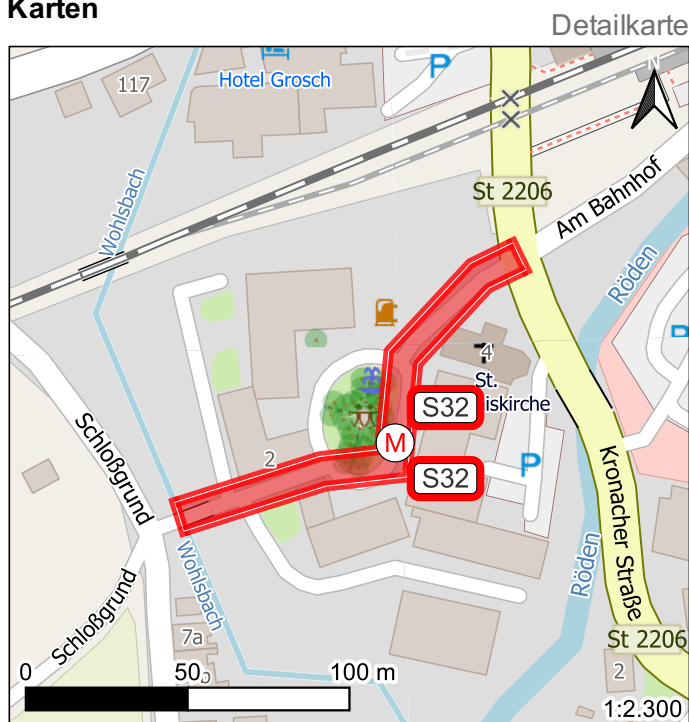 Karten
Detailkarte
117
Hotel Grosch
P
N
St 2206
Am Bahnhof
Wohlsbach
Röden
P
4
St.
iskirche
S32
M
S32
P
2
Schloßgrund
Wohlsbach
Schloßgrund
Kronacher Straße
Röden
7a
St 2206
2
0 50 100 m
1:2.300